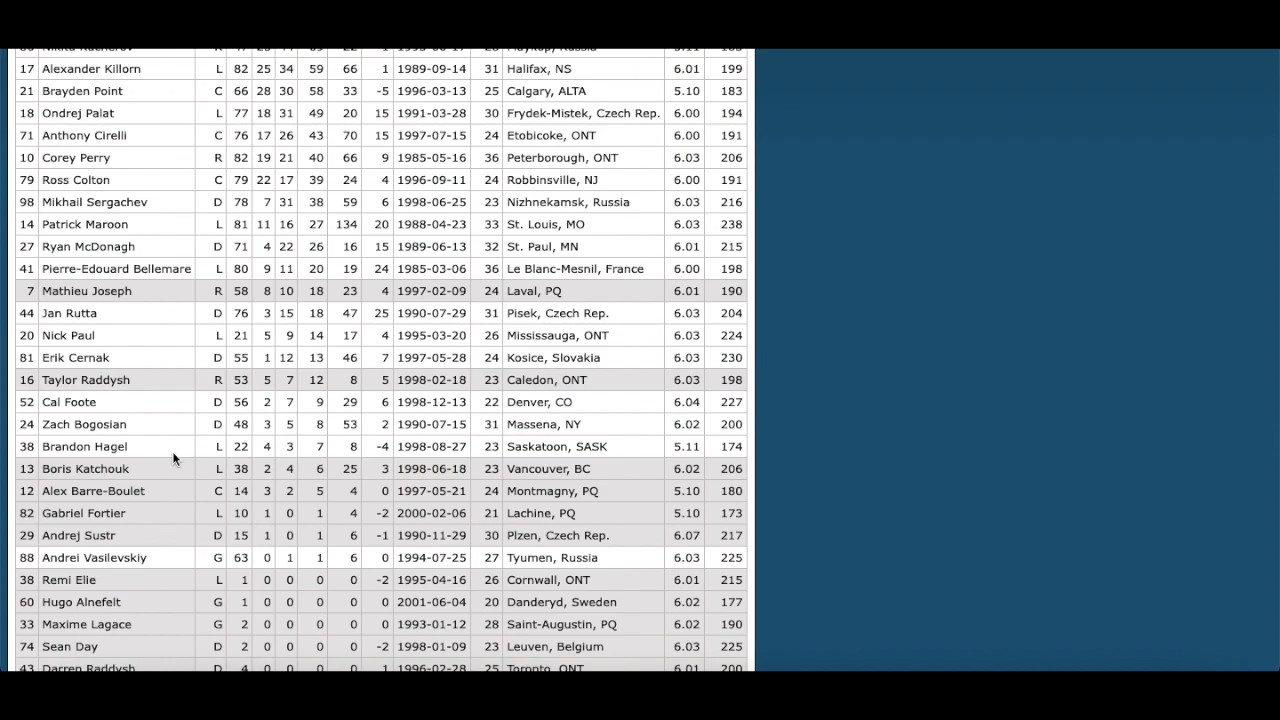 17 Alexander Killorn L 82 25 34 59 66 1 1989-09-14 31 Halifax, NS 6.01 199
21 Brayden Point C 66 28 30 58 33 -5 1996-03-13 25 Calgary, ALTA 5.10 183
18 Ondrej Palat L 77 18 31 49 20 15 1991-03-28 30 Frydek-Mistek, Czech Rep. 6.00 194
71 Anthony Cirelli C 76 17 26 43 70 15 1997-07-15 24 Etobicoke, ONT 6.00 191
10 Corey Perry R 82 19 21 40 66 9 1985-05-16 36 Peterborough, ONT 6.03 206
79 Ross Colton C 79 22 17 39 24 4 1996-09-11 24 Robbinsville, NJ 6.00 191
98 Mikhail Sergachev D 78 7 31 38 59 6 1998-06-25 23 Nizhnekamsk, Russia 6.03 216
14 Patrick Maroon L 81 11 16 27 134 20 1988-04-23 33 St. Louis, MO 6.03 238
27 Ryan McDonagh D 71 4 22 26 16 15 1989-06-13 32 St. Paul, MN 6.01 215
41 Pierre-Edouard Bellemare L 80 9 11 20 19 24 1985-03-06 36 Le Blanc-Mesnil, France 6.00 198
7 Mathieu Joseph R 58 8 10 18 23 4 1997-02-09 24 Laval, PQ 6.01 190
44 Jan Rutta D 76 3 15 18 47 25 1990-07-29 31 Pisek, Czech Rep. 6.03 204
20 Nick Paul L 21 5 9 14 17 4 1995-03-20 26 Mississauga, ONT 6.03 224
81 Erik Cernak D 55 1 12 13 46 7 1997-05-28 24 Kosice, Slovakia 6.03 230
16 Taylor Raddysh R 53 5 7 12 8 5 1998-02-18 23 Caledon, ONT 6.03 198
52 Cal Foote D 56 2 7 9 29 6 1998-12-13 22 Denver, CO 6.04 227
24 Zach Bogosian D 48 3 5 8 53 2 1990-07-15 31 Massena, NY 6.02 200
38 Brandon Hagel L 22 4 3 7 8 -4 1998-08-27 23 Saskatoon, SASK 5.11 174
13 Boris Katchouk L 38 2 4 6 25 3 1998-06-18 23 Vancouver, BC 6.02 206
12 Alex Barre-Boulet C 14 3 2 5 4 0 1997-05-21 24 Montmagny, PQ 5.10 180
82 Gabriel Fortier L 10 1 0 1 4 -2 2000-02-06 21 Lachine, PQ 5.10 173
29 Andrej Sustr D 15 1 0 1 6 -1 1990-11-29 30 Plzen, Czech Rep. 6.07 217
88 Andrei Vasilevskiy G 63 0 1 1 6 0 1994-07-25 27 Tyumen, Russia 6.03 225
38 Remi Elie L 1 0 0 0 0 -2 1995-04-16 26 Cornwall, ONT 6.01 215
60 Hugo Alnefelt G 1 0 0 0 0 0 2001-06-04 20 Danderyd, Sweden 6.02 177
33 Maxime Lagace G 2 0 0 0 0 0 1993-01-12 28 Saint-Augustin, PQ 6.02 190
74 Sean Day D 2 0 0 0 0 -2 1998-01-09 23 Leuven, Belgium 6.03 225
43 Darren Raddysh D 4 0 0 0 0 1 1996-02-28 25 Toronto, ONT 6.01 200